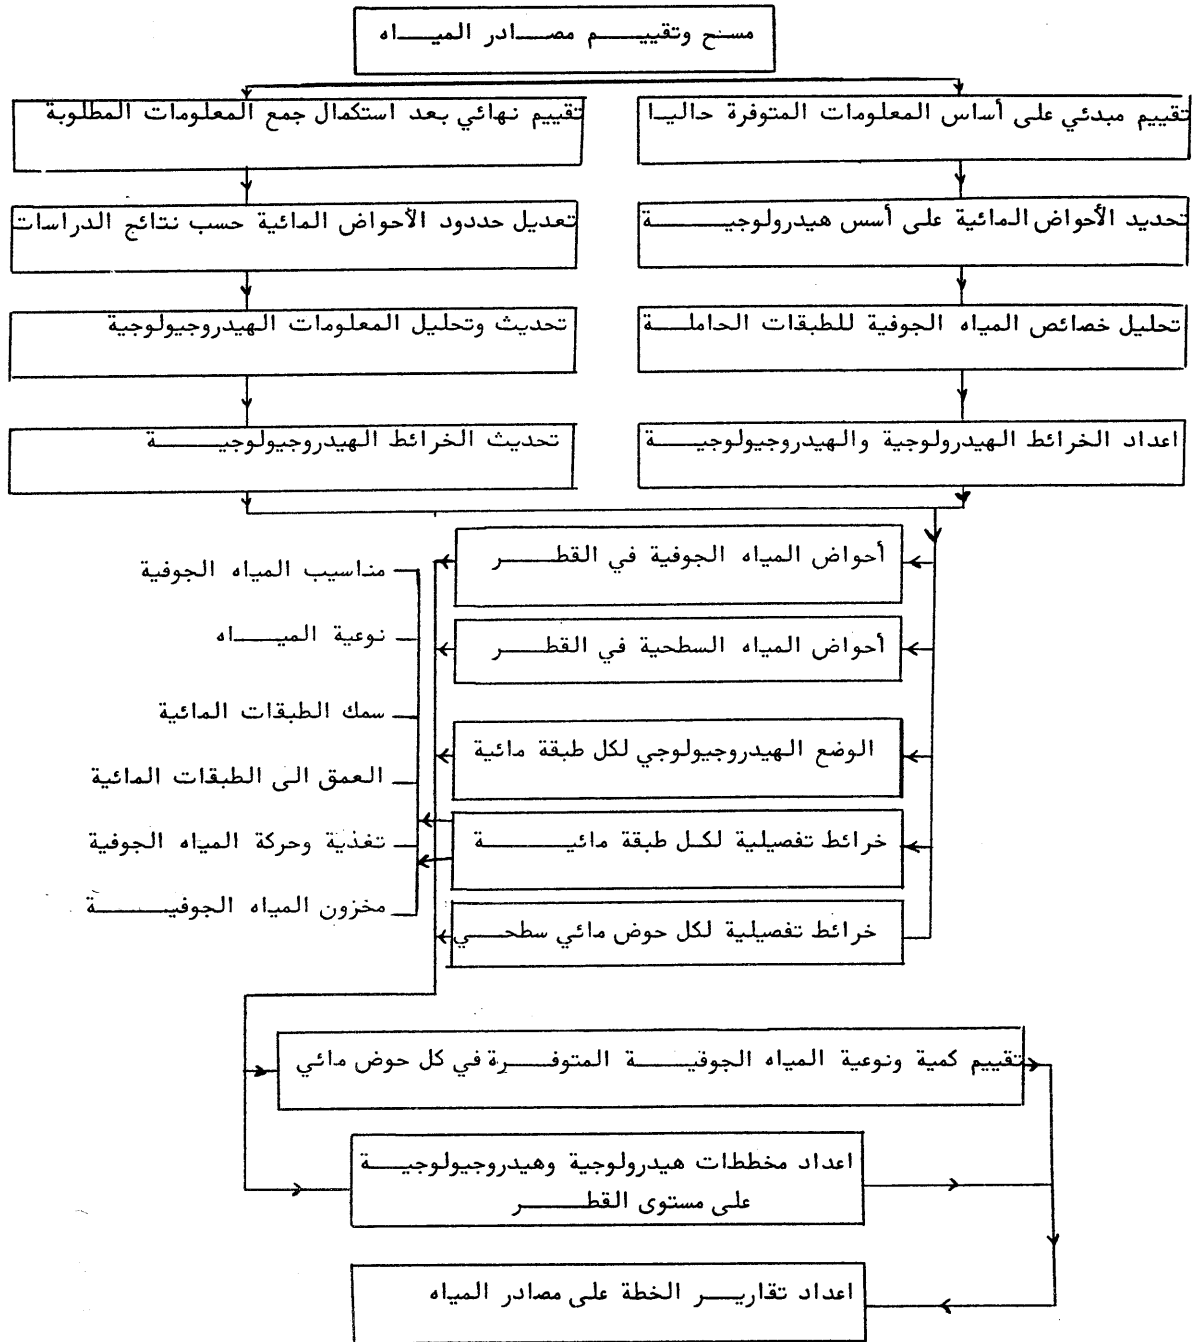 مسح وتقييم مصادر المياه
تقييم مبدئي على أساس المعلومات المتوفرة حاليا
تقييم نهائي بعد استكمال جمع المعلومات المطلوبة
تحديد الأحواض المائية على أسس هيدرولوجية
تعديل حددود الأحواض المائية حسب نتائج الدراسات
تحليل خصائص المياه الجوفية للطبقات الحاملة
تحديث وتحليل المعلومات الهيدروجيولوجية
اعداد الخرائط الهيدرولوجية والهيدروجيولوجية
تحديث الخرائط الهيدروجيولوجية
أحواض المياه الجوفية في القطر
أحواض المياه السطحية في القطر
الوضع الهيدروجيولوجي لكل طبقة مائية
خرائط تفصيلية لكل طبقة مائية
خرائط تفصيلية لكل حوض مائي سطحي
مناسيب المياه الجوفية
نوعية المياه
سمك الطبقات المائية
العمق الى الطبقات المائية
تغذية وحركة المياه الجوفية
مخزون المياه الجوفية
تقييم كمية ونوعية المياه الجوفية المتوفرة في كل حوض مائي
اعداد مخططات هيدرولوجية وهيدروجيولوجية
على مستوى القطر
اعداد تقارير الخطة على مصادر المياه